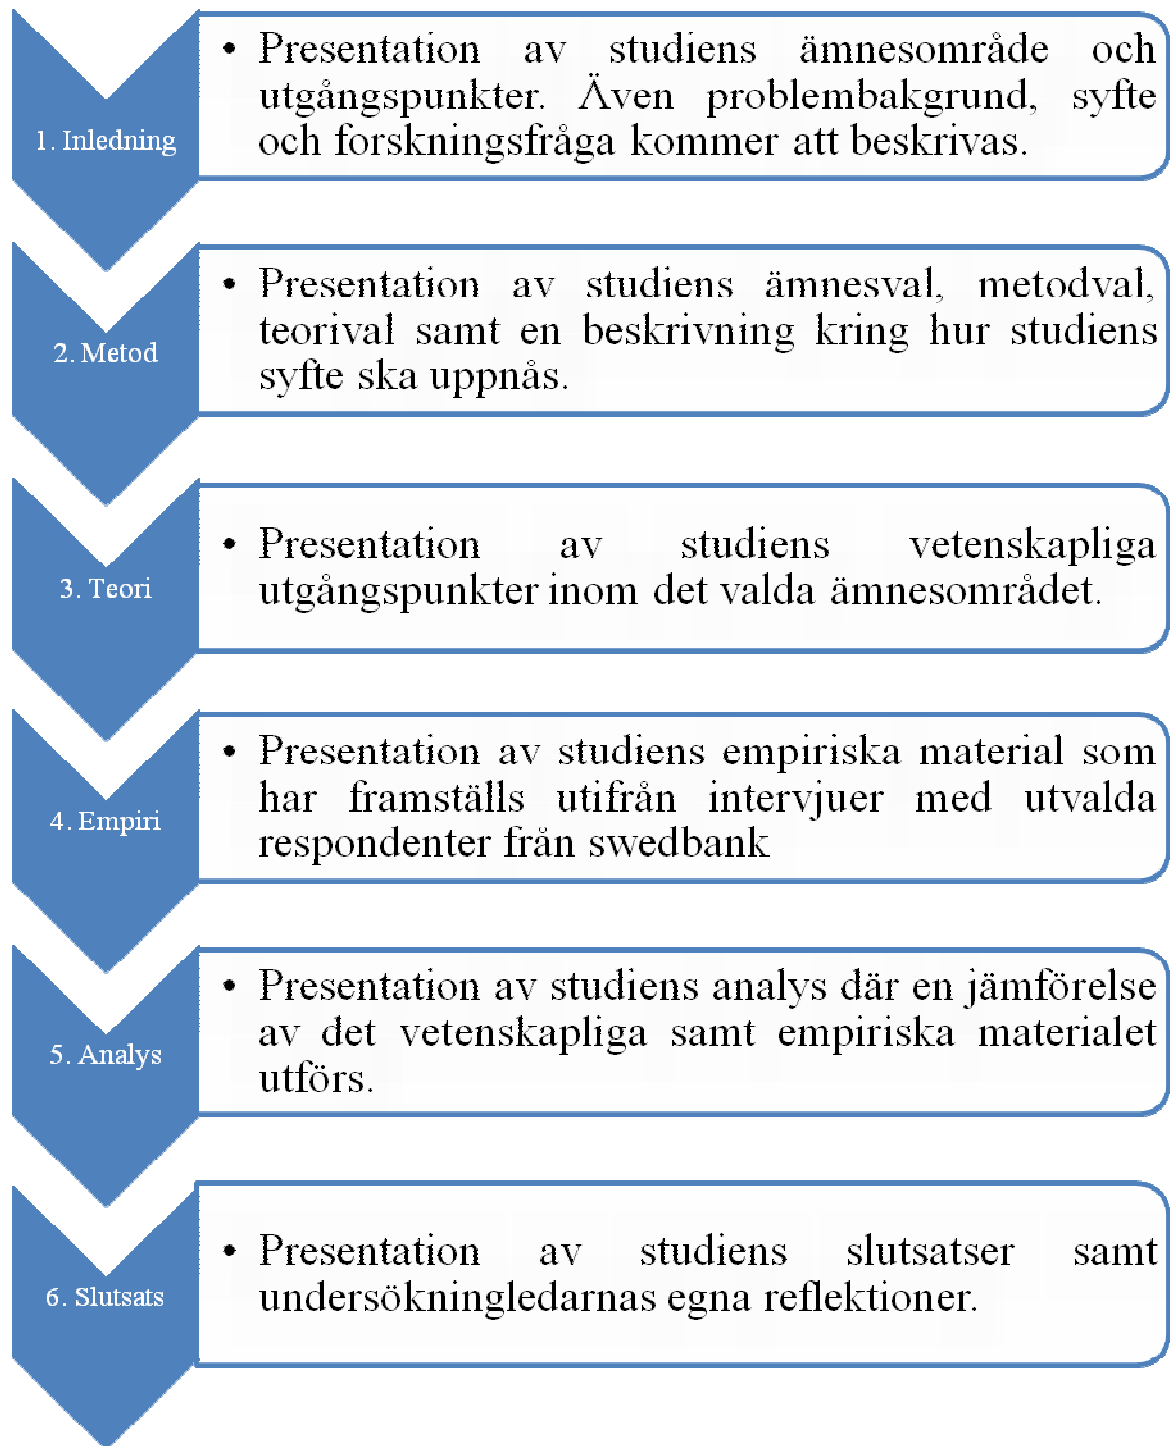 1. Inledning
• Presentation av studiens ämnesområde och
utgångspunkter. Även problembakgrund, syfte
och forskningsfråga kommer att beskrivas.
2. Metod
• Presentation av studiens ämnesval, metodval,
teorival samt en beskrivning kring hur studiens
syfte ska uppnås.
3. Teori
• Presentation av studiens vetenskapliga
utgångspunkter inom det valda ämnesområdet.
4. Empiri
• Presentation av studiens empiriska material som
har framställs utifrån intervjuer med utvalda
respondenter från swedbank
5. Analys
• Presentation av studiens analys där en jämförelse
av det vetenskapliga samt empiriska materialet
utförs.
6. Slutsats
• Presentation av studiens slutsatser samt
undersökningledarnas egna reflektioner.